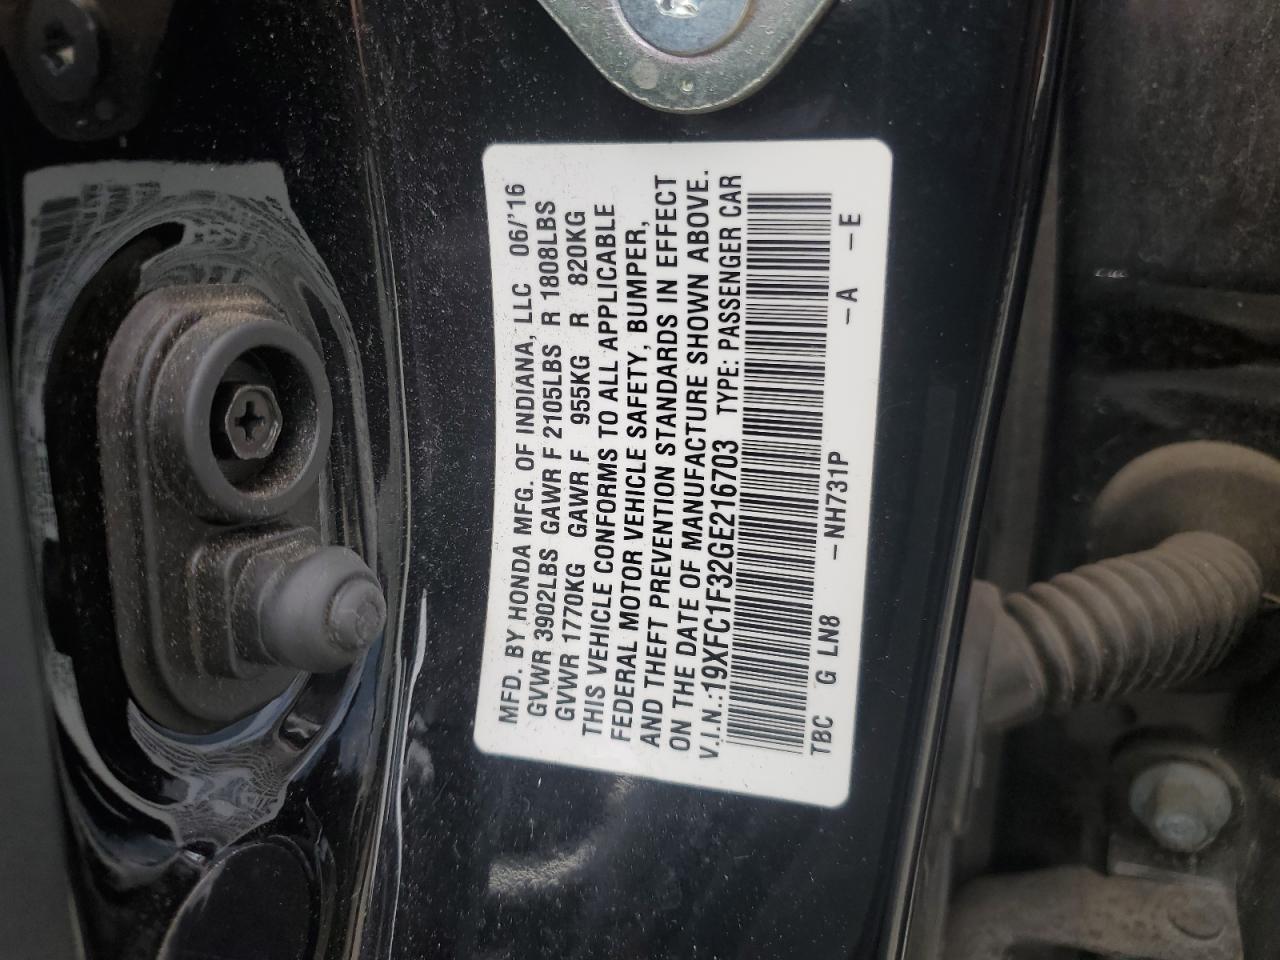 MFD. BY HONDA MFG. OF INDIANA, LLC 06/'16
GVWR 3902LBS GAWR F 2105LBS R 1808LBS
GVWR 1770KG GAWR F 955KG R 820KG
THIS VEHICLE CONFORMS TO ALL APPLICABLE
FEDERAL MOTOR VEHICLE SAFETY, BUMPER,
AND THEFT PREVENTION STANDARDS IN EFFECT
ON THE DATE OF MANUFACTURE SHOWN ABOVE.
V.I.N.:19XFC1F32GE216703 TYPE: PASSENGER CAR
TBC G LN8 -NH731P -A -E